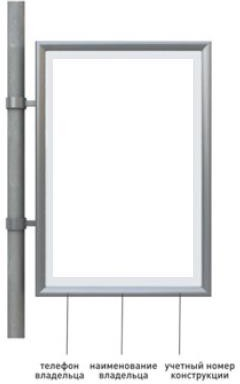 телефон
владельца
наименование
владельца
учетный номер
конструкции